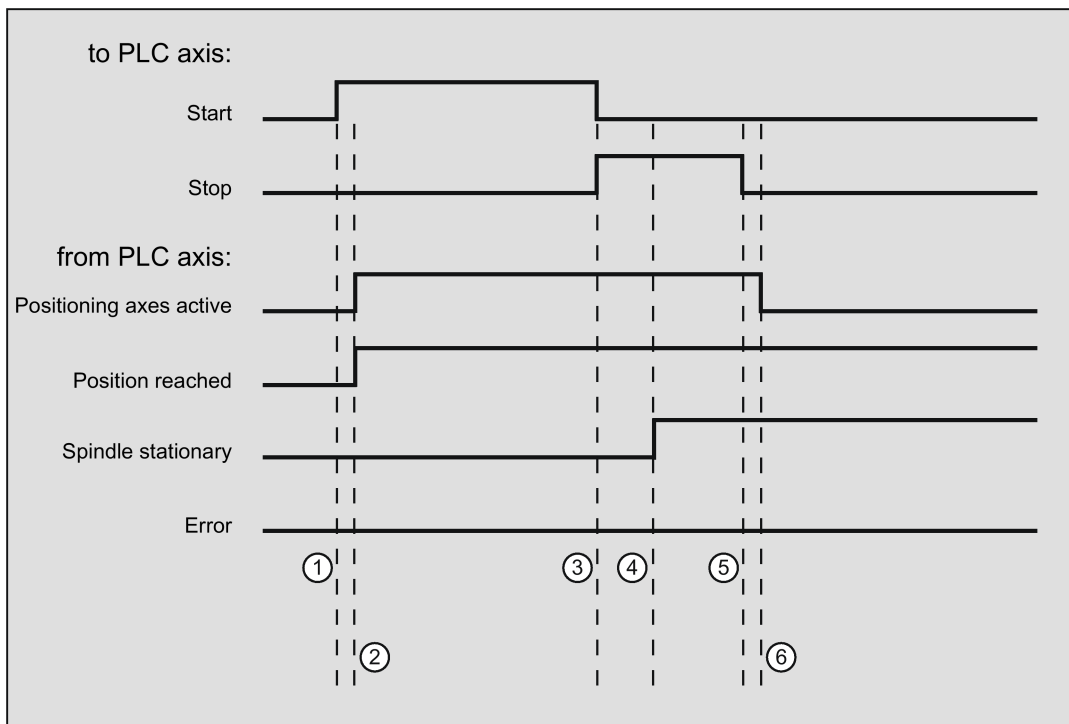 to PLC axis:
Start
Stop
from PLC axis:
Positioning axes active
Position reached
Spindle stationary
Error
1
3
4
5
2
6